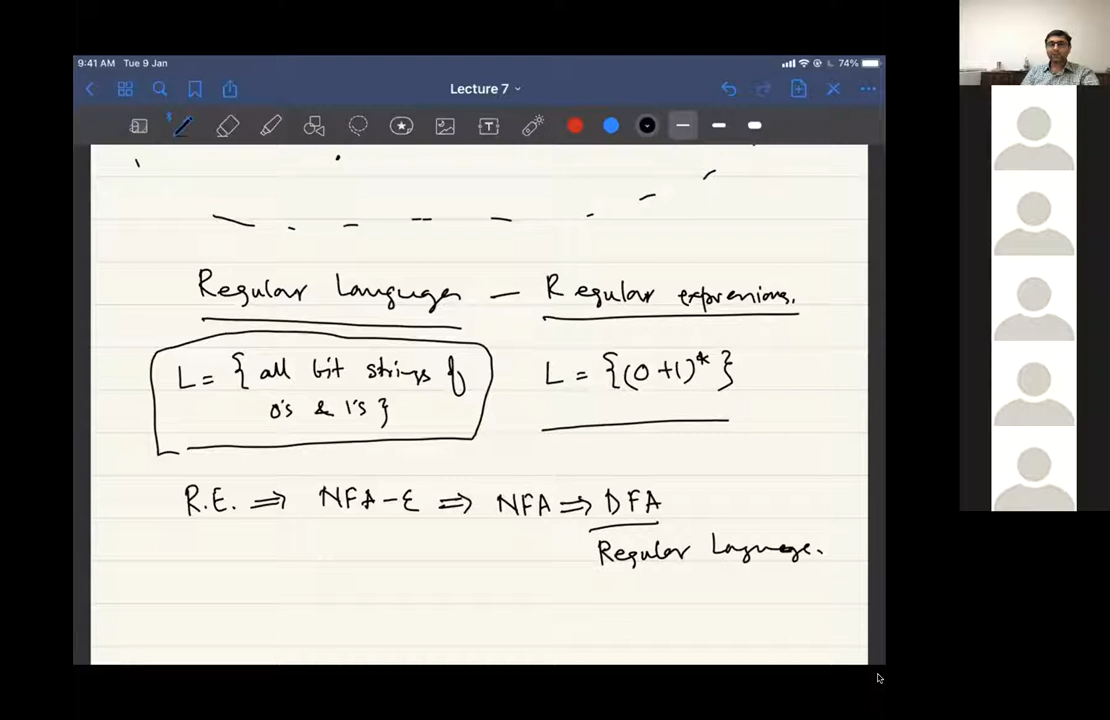 9:41 AM Tue 9 Jan
74%
Lecture 7
Regular Languages — Regular expressions.
L = { all bit strings of
0's & 1's }
L = {(0+1)*}
R.E. ⇒ NFA-ε ⇒ NFA ⇒ DFA
Regular Language.